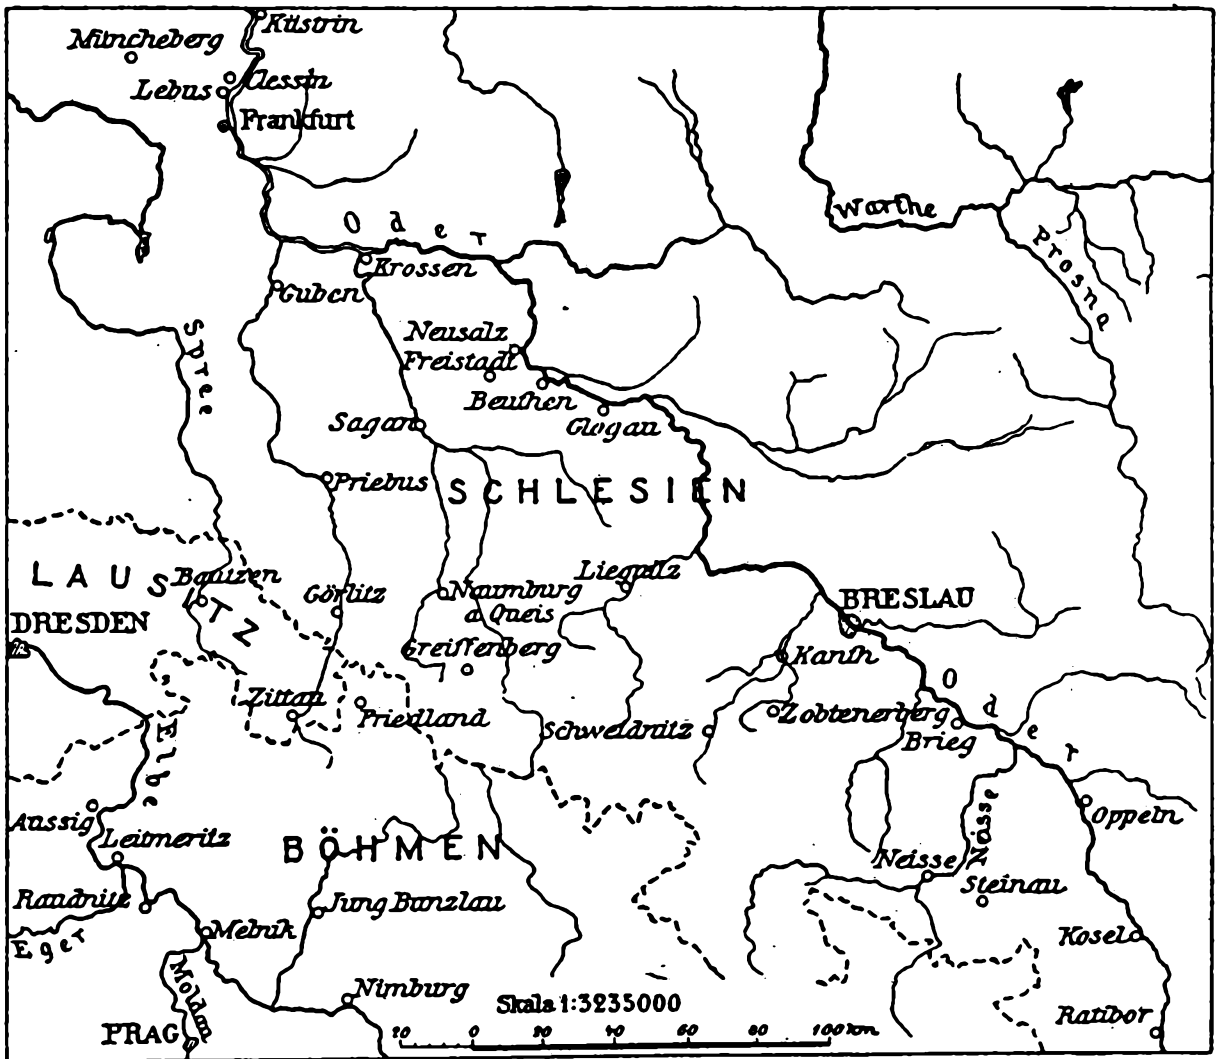 Küstrin
Müncheberg
Clessin
Lebus
Frankfurt
Warthe
Oder
Krossen
Prosna
Guben
Neusalz
Spree
Freistadt
Beuthen
Glogau
Sagan
Priebus
SCHLESIEN
LAUSITZ
Bautzen
Liegnitz
Görlitz
Naumburg
a Queis
BRESLAU
DRESDEN
Greiffenberg
Kanth
Oder
Zittau
Friedland
Zobtenerberg
Schweidnitz
Brieg
Elbe
Neisse
Aussig
Oppeln
Leitmeritz
BÖHMEN
Neisse
Steinau
Raudnitz
Jung Bunzlau
Eger
Melnik
Kosel
Moldau
Nimburg
Skala 1:3235000
Ratibor
PRAG
20 0 20 40 60 80 100 km